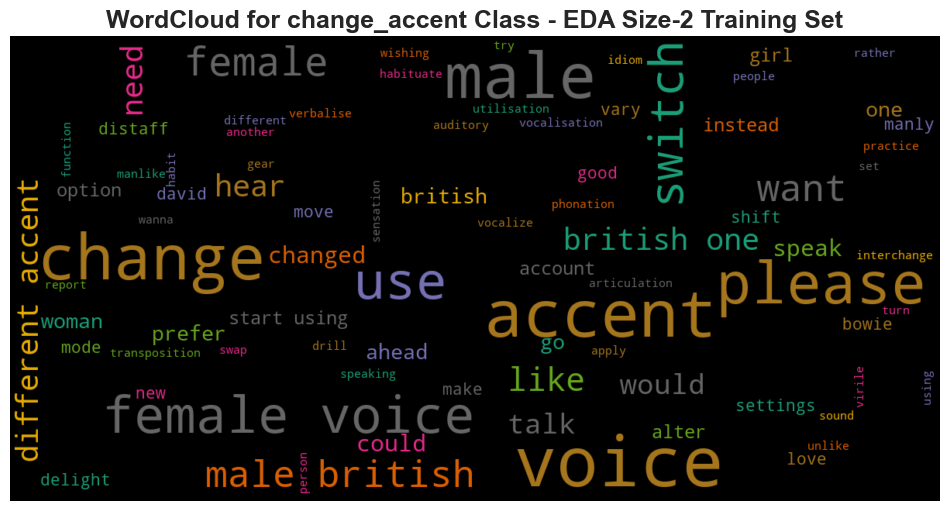 WordCloud for change_accent Class - EDA Size-2 Training Set
need
female
wishing
habituate
try
male
idiom
switch
girl
people
rather
function
distaff
different
another
verbalise
utilisation
auditory
vocalisation
vary
instead
one
manly
practice
manlike
habit
option
david
gear
hear
wanna
move
sensation
british
good
phonation
vocalize
want
set
shift
different accent
change
changed
report
use
british one
account
articulation
speak
interchange
accent
please
turn
bowie
woman
mode
prefer
start using
transposition
swap
drill
ahead
speaking
go
apply
like
would
new
female voice
make
talk
settings
virile
using
sound
could
male british
person
delight
voice
alter
love
unlike